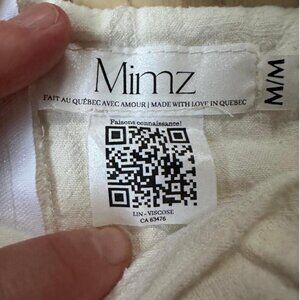 Mimz
FAIT AU QUÉBEC AVEC AMOUR | MADE WITH LOVE IN QUEBEC
M/M
Faisons connaissance!
LIN - VISCOSE
CA 63476